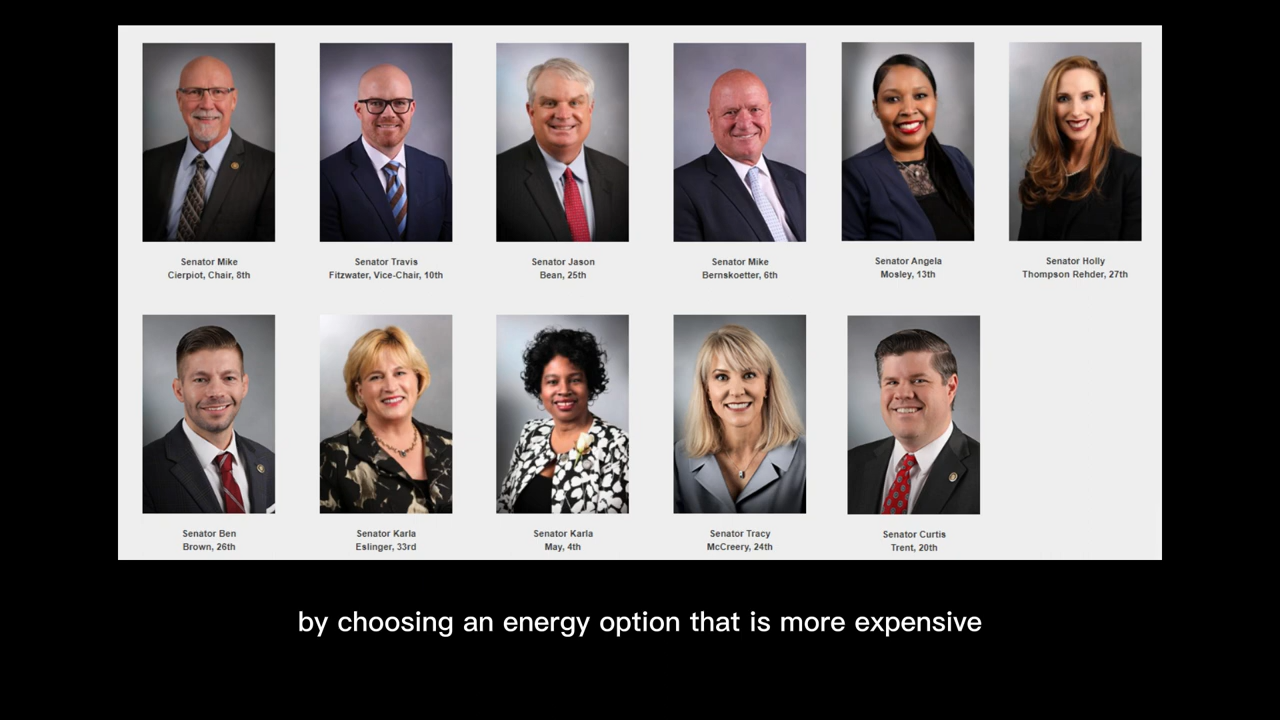 Senator Mike
Cierpiot, Chair, 8th
Senator Travis
Fitzwater, Vice-Chair, 10th
Senator Jason
Bean, 25th
Senator Mike
Bernskoetter, 6th
Senator Angela
Mosley, 13th
Senator Holly
Thompson Rehder, 27th
Senator Ben
Brown, 26th
Senator Karla
Eslinger, 33rd
Senator Karla
May, 4th
Senator Tracy
McCreery, 24th
Senator Curtis
Trent, 20th
by choosing an energy option that is more expensive